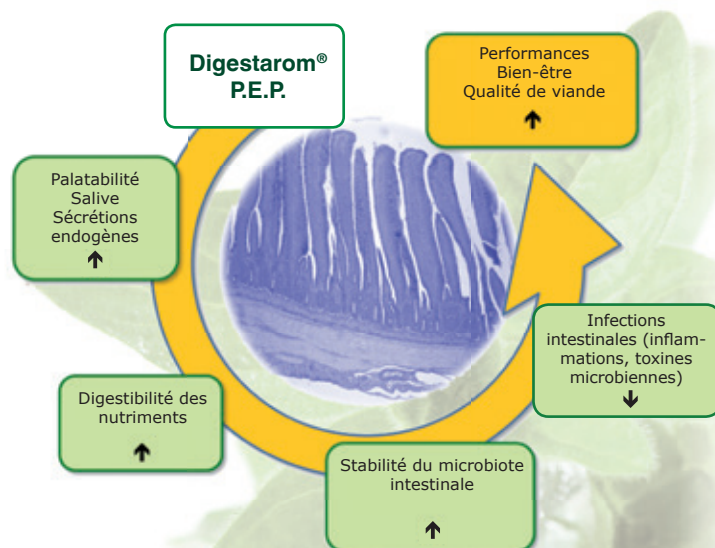 Digestarom®
P.E.P.
Performances
Bien-être
Qualité de viande
Palatabilité
Salive
Sécrétions
endogènes
Digestibilité des
nutriments
Stabilité du microbiote
intestinale
Infections
intestinales (inflam-
mations, toxines
microbiennes)